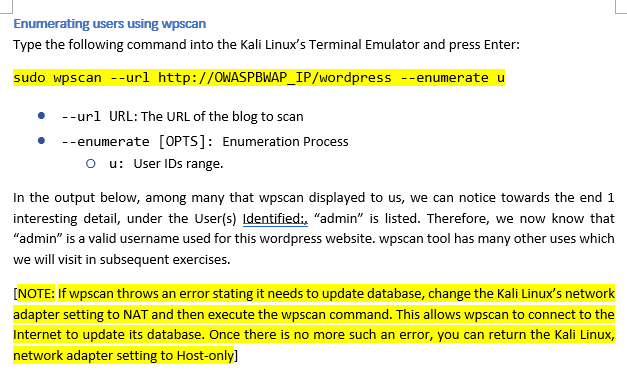 Enumerating users using wpscan
Type the following command into the Kali Linux's Terminal Emulator and press Enter:
sudo wpscan --url http://OWASPBWAP_IP/wordpress --enumerate u
● --url URL: The URL of the blog to scan
● --enumerate [OPTS]: Enumeration Process
○ u: User IDs range.
In the output below, among many that wpscan displayed to us, we can notice towards the end 1
interesting detail, under the User(s) Identified:, “admin” is listed. Therefore, we now know that
“admin” is a valid username used for this wordpress website. wpscan tool has many other uses which
we will visit in subsequent exercises.
[NOTE: If wpscan throws an error stating it needs to update database, change the Kali Linux's network
adapter setting to NAT and then execute the wpscan command. This allows wpscan to connect to the
Internet to update its database. Once there is no more such an error, you can return the Kali Linux,
network adapter setting to Host-only]